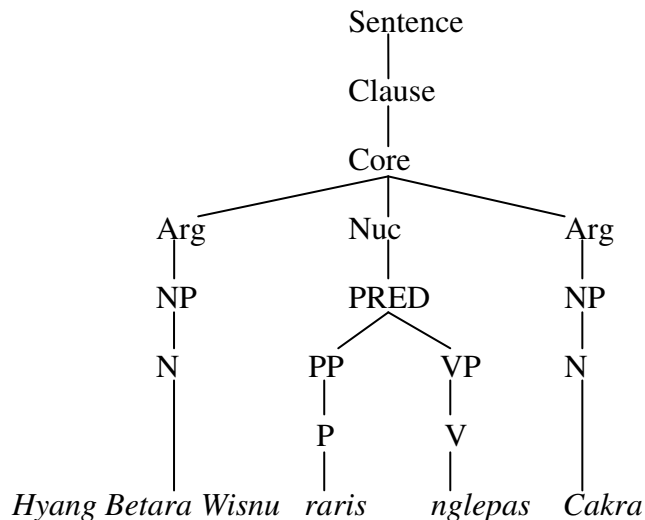 Sentence
Clause
Core
Arg Nuc Arg
NP PRED NP
N PP VP N
P V
Hyang Betara Wisnu raris nglepas Cakra